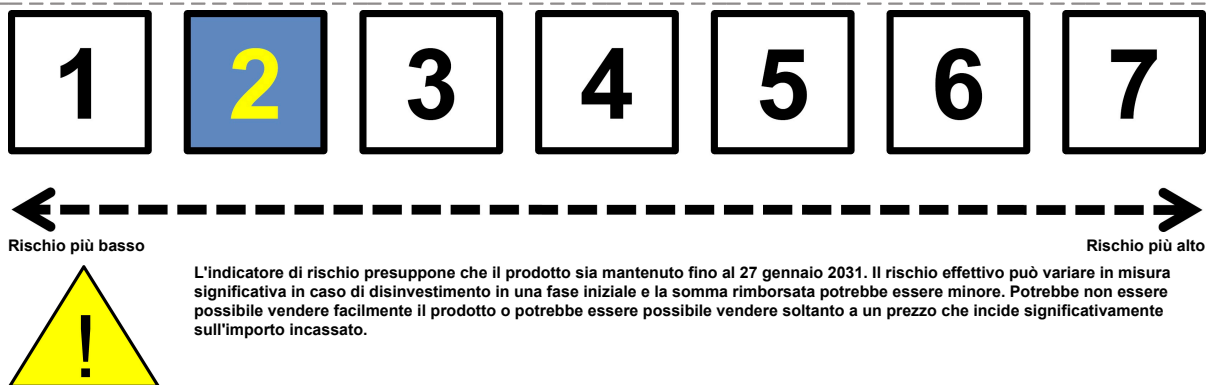 1 2 3 4 5 6 7
Rischio più basso Rischio più alto
L'indicatore di rischio presuppone che il prodotto sia mantenuto fino al 27 gennaio 2031. Il rischio effettivo può variare in misura
significativa in caso di disinvestimento in una fase iniziale e la somma rimborsata potrebbe essere minore. Potrebbe non essere
possibile vendere facilmente il prodotto o potrebbe essere possibile vendere soltanto a un prezzo che incide significativamente
sull'importo incassato.
!